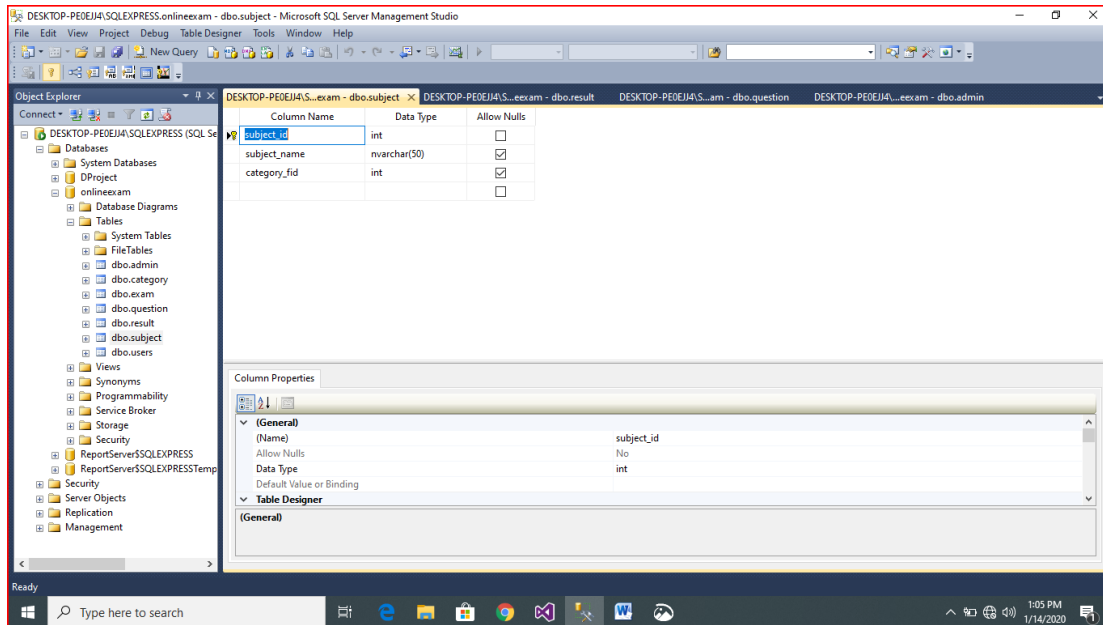 DESKTOP-PE0EJJ4\SQLEXPRESS.onlineexam - dbo.subject - Microsoft SQL Server Management Studio
File Edit View Project Debug Table Designer Tools Window Help
New Query
Object Explorer
DESKTOP-PE0EJJ4\S...exam - dbo.subject DESKTOP-PE0EJJ4\S...eexam - dbo.result DESKTOP-PE0EJJ4\S...am - dbo.question DESKTOP-PE0EJJ4\...eexam - dbo.admin
Connect
Column Name Data Type Allow Nulls
subject_id int
subject_name nvarchar(50)
category_fid int
DESKTOP-PE0EJJ4\SQLEXPRESS (SQL Se
Databases
System Databases
DProject
onlineexam
Database Diagrams
Tables
System Tables
FileTables
dbo.admin
dbo.category
dbo.exam
dbo.question
dbo.result
dbo.subject
dbo.users
Views
Synonyms
Programmability
Service Broker
Storage
Security
ReportServer$SQLEXPRESS
ReportServer$SQLEXPRESSTemp
Security
Server Objects
Replication
Management
Column Properties
(General)
(Name) subject_id
Allow Nulls No
Data Type int
Default Value or Binding
Table Designer
(General)
Ready
Type here to search
1:05 PM
1/14/2020
1